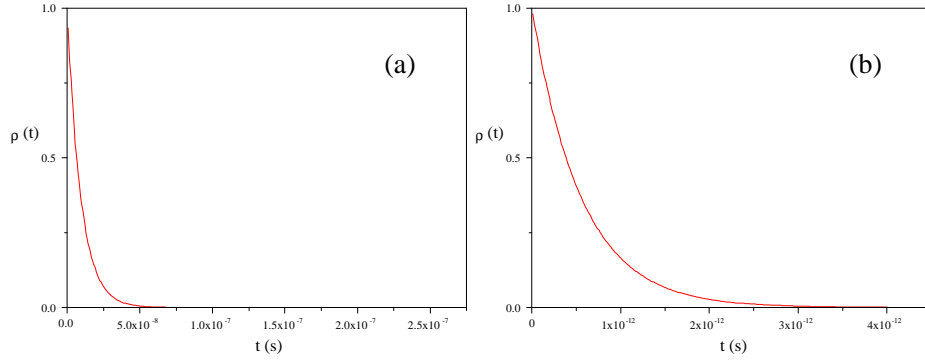 1.0
(a)
ρ (t)
0.5
0.0
0.0
5.0x10⁻⁸
1.0x10⁻⁷
1.5x10⁻⁷
2.0x10⁻⁷
2.5x10⁻⁷
t (s)
1.0
(b)
ρ (t)
0.5
0.0
0
1x10⁻¹²
2x10⁻¹²
3x10⁻¹²
4x10⁻¹²
t (s)